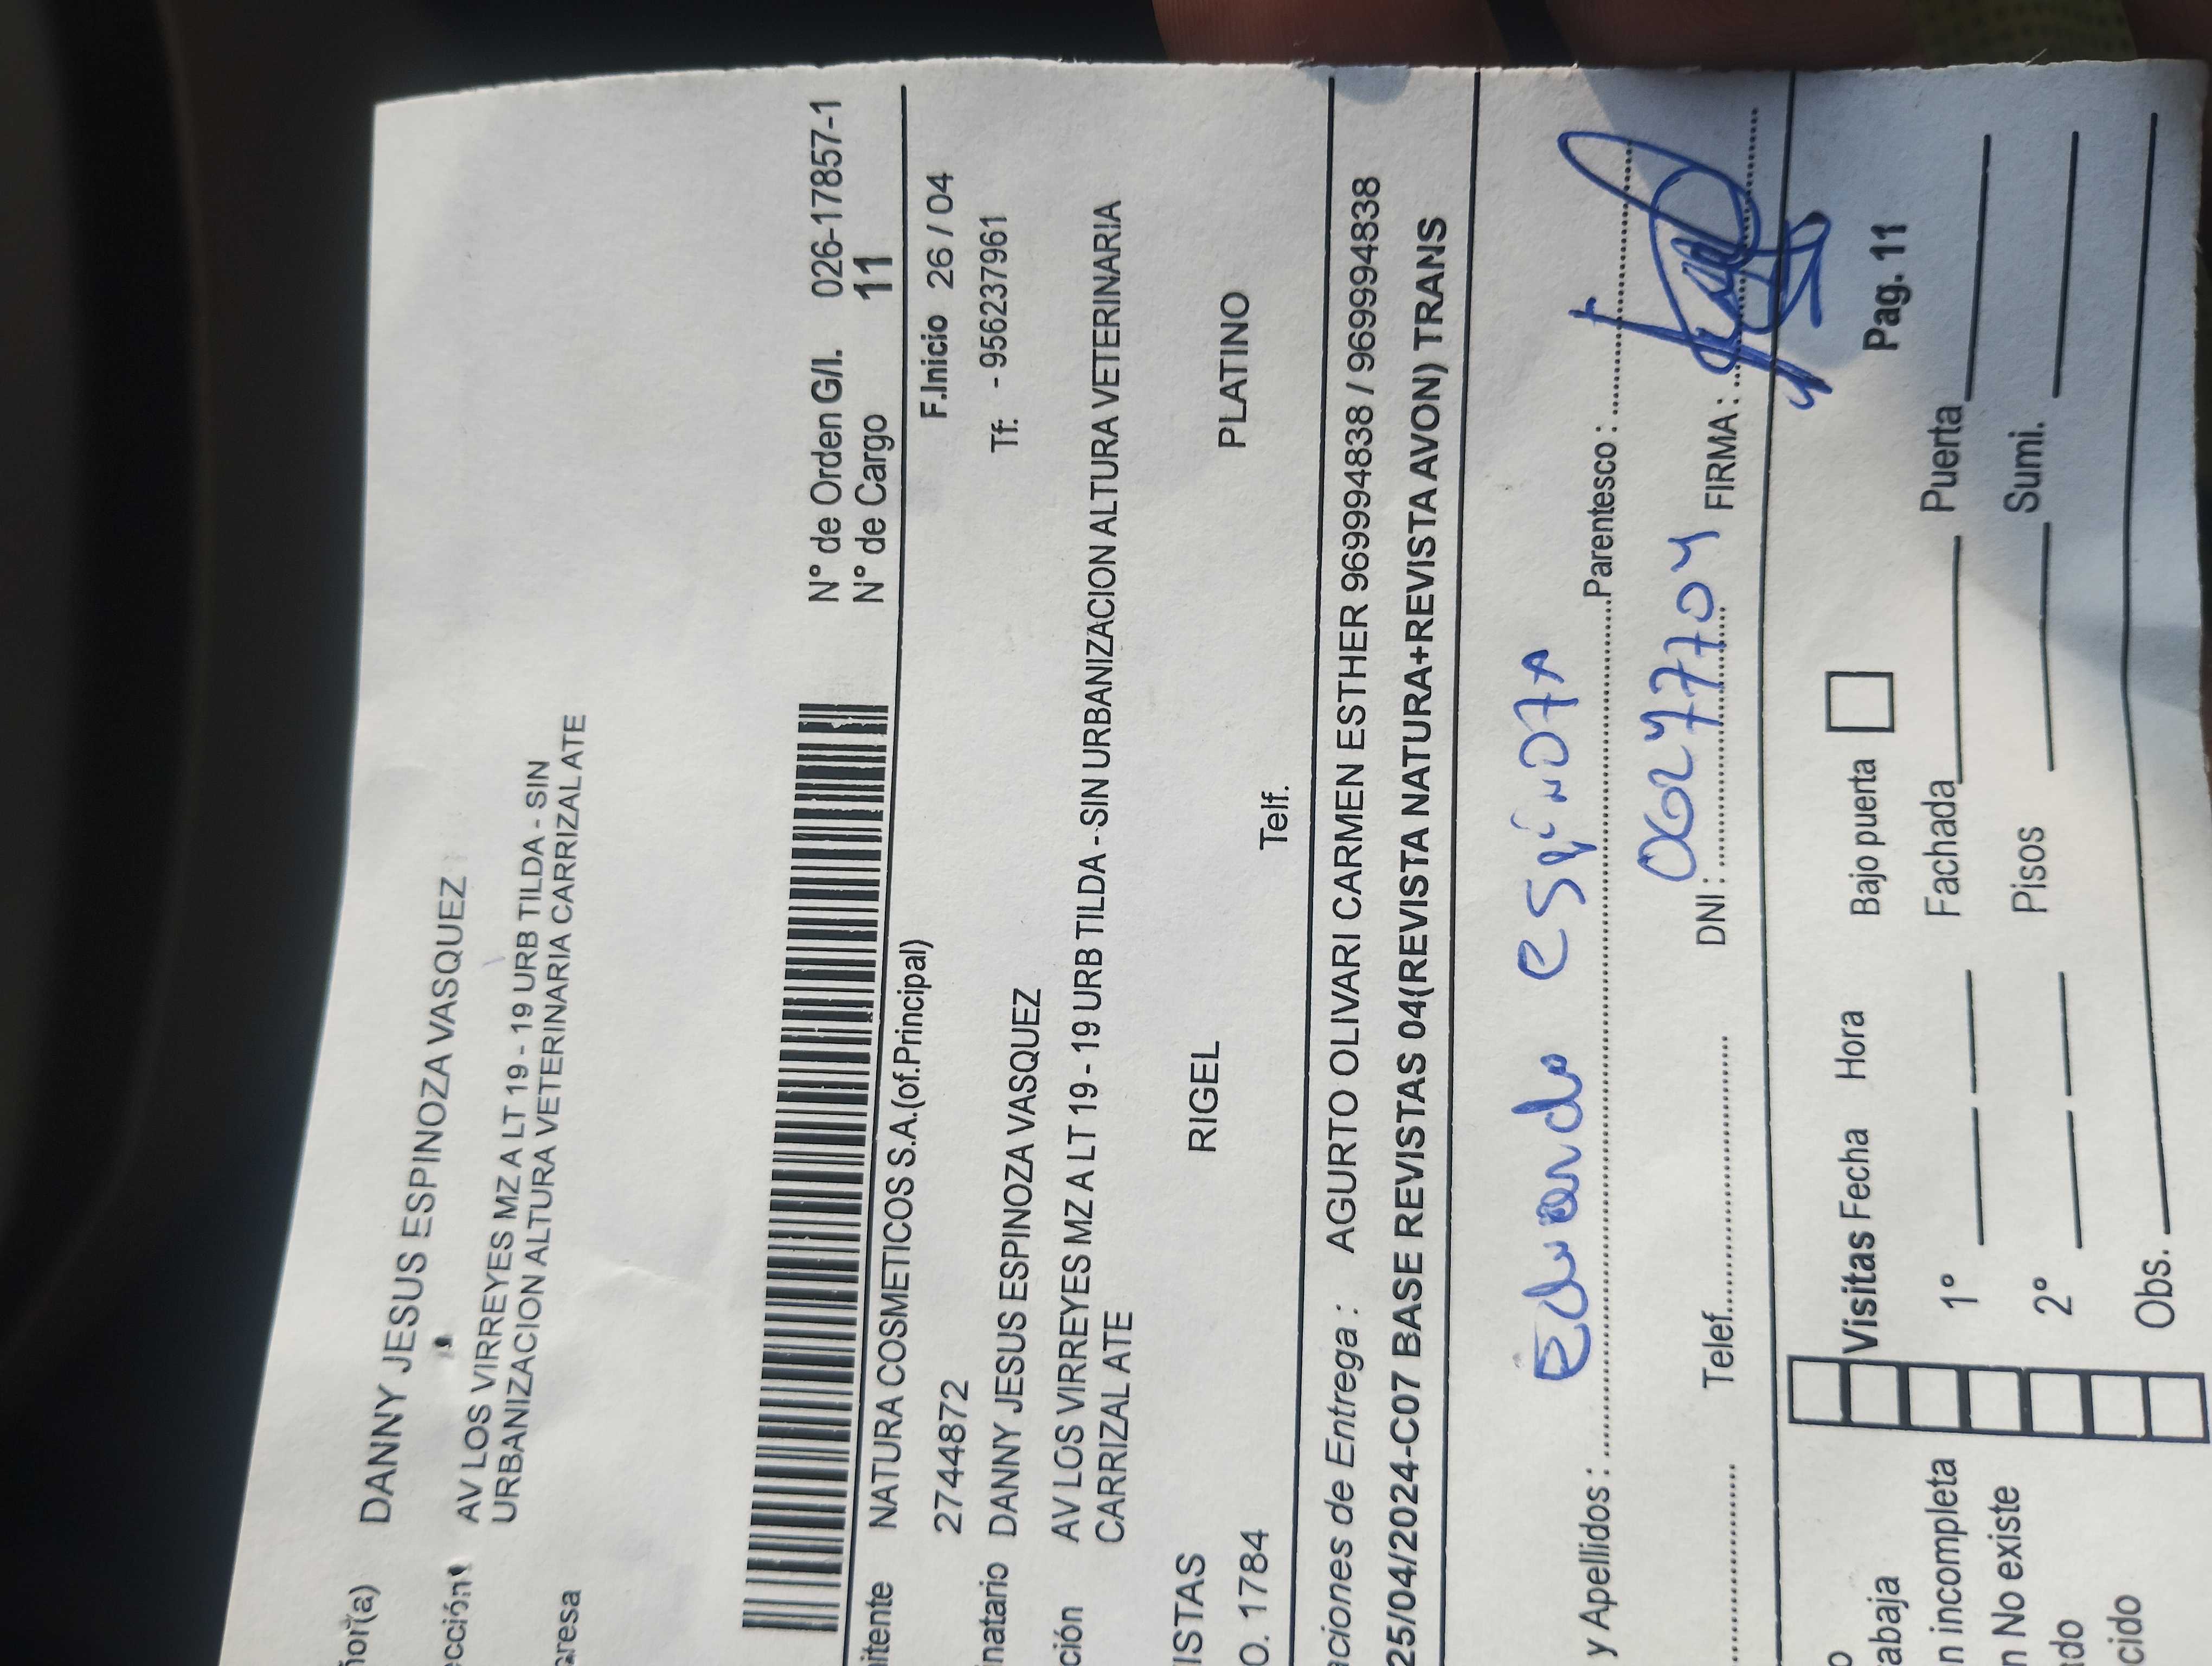 ñor(a) DANNY JESUS ESPINOZA VASQUEZ
ección AV LOS VIRREYES MZ A LT 19 - 19 URB TILDA - SIN
URBANIZACION ALTURA VETERINARIA CARRIZAL ATE
resa
N° de Orden G/I. 026-17857-1
N° de Cargo 11
itente NATURA COSMETICOS S.A.(of.Principal)
F.Inicio 26 / 04
2744872
natario DANNY JESUS ESPINOZA VASQUEZ Tf. - 956237961
ción AV LOS VIRREYES MZ A LT 19 - 19 URB TILDA - SIN URBANIZACION ALTURA VETERINARIA
CARRIZAL ATE
ISTAS RIGEL PLATINO
O. 1784 Telf.
ciones de Entrega : AGURTO OLIVARI CARMEN ESTHER 969994838 / 969994838
25/04/2024-C07 BASE REVISTAS 04(REVISTA NATURA+REVISTA AVON) TRANS
y Apellidos : Eduardo espinoza Parentesco :
Telef. DNI : 06247704 FIRMA :
Visitas Fecha Hora Bajo puerta Pag. 11
abaja
n incompleta 1° Fachada Puerta
n No existe 2° Pisos Sumi.
do
cido Obs.